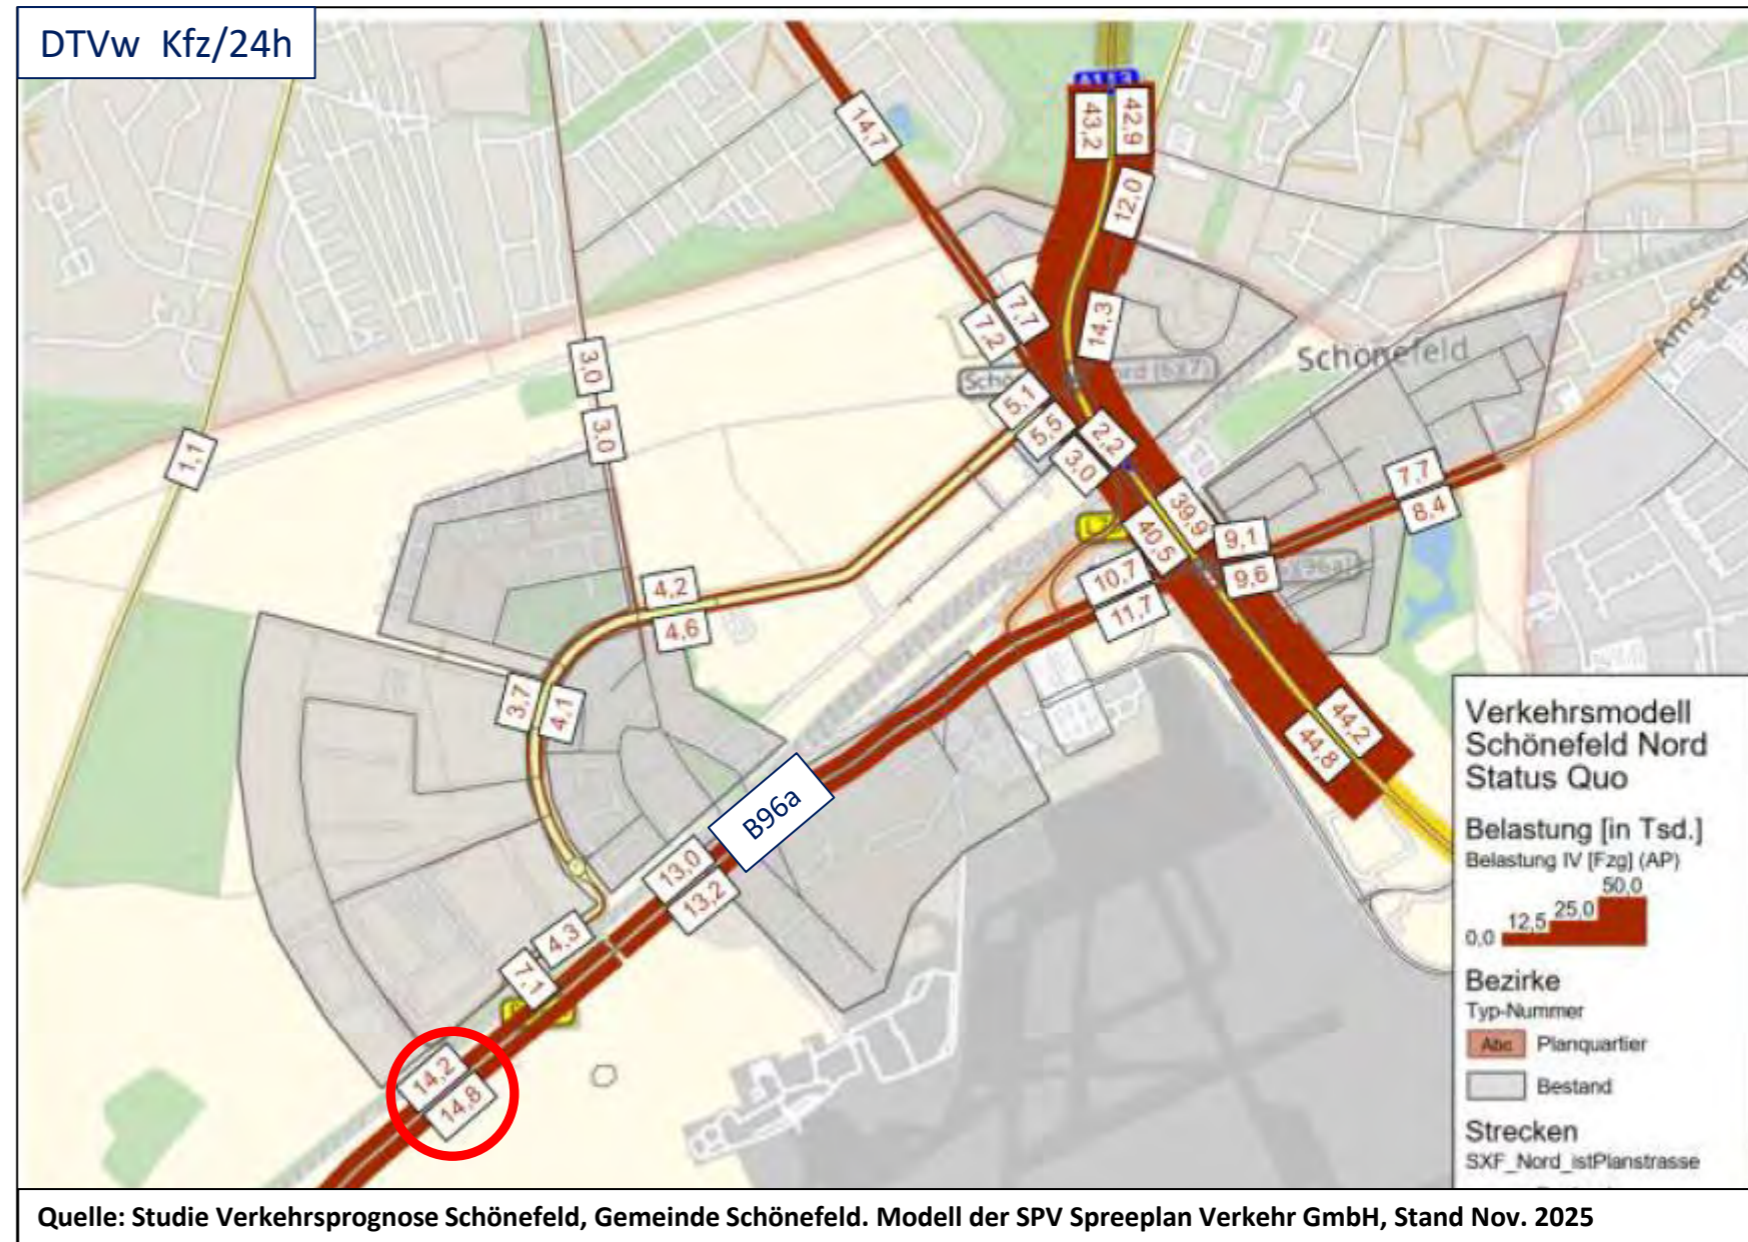 DTVw Kfz/24h
A113
43,2
42,9
14,7
12,0
7,7
7,2
14,3
Schönefeld
Am Seegr
3,0
3,0
5,1
5,5
2,2
3,0
1,1
7,7
8,4
39,9
40,5
9,1
9,6
10,7
11,7
4,2
4,6
3,7
4,1
44,2
44,8
B96a
13,0
13,2
4,3
7,1
14,2
14,8
Verkehrsmodell
Schönefeld Nord
Status Quo
Belastung [in Tsd.]
Belastung IV [Fzg] (AP)
0,0 12,5 25,0 50,0
Bezirke
Typ-Nummer
Abc Planquartier
Bestand
Strecken
SXF_Nord_istPlanstrasse
Quelle: Studie Verkehrsprognose Schönefeld, Gemeinde Schönefeld. Modell der SPV Spreeplan Verkehr GmbH, Stand Nov. 2025